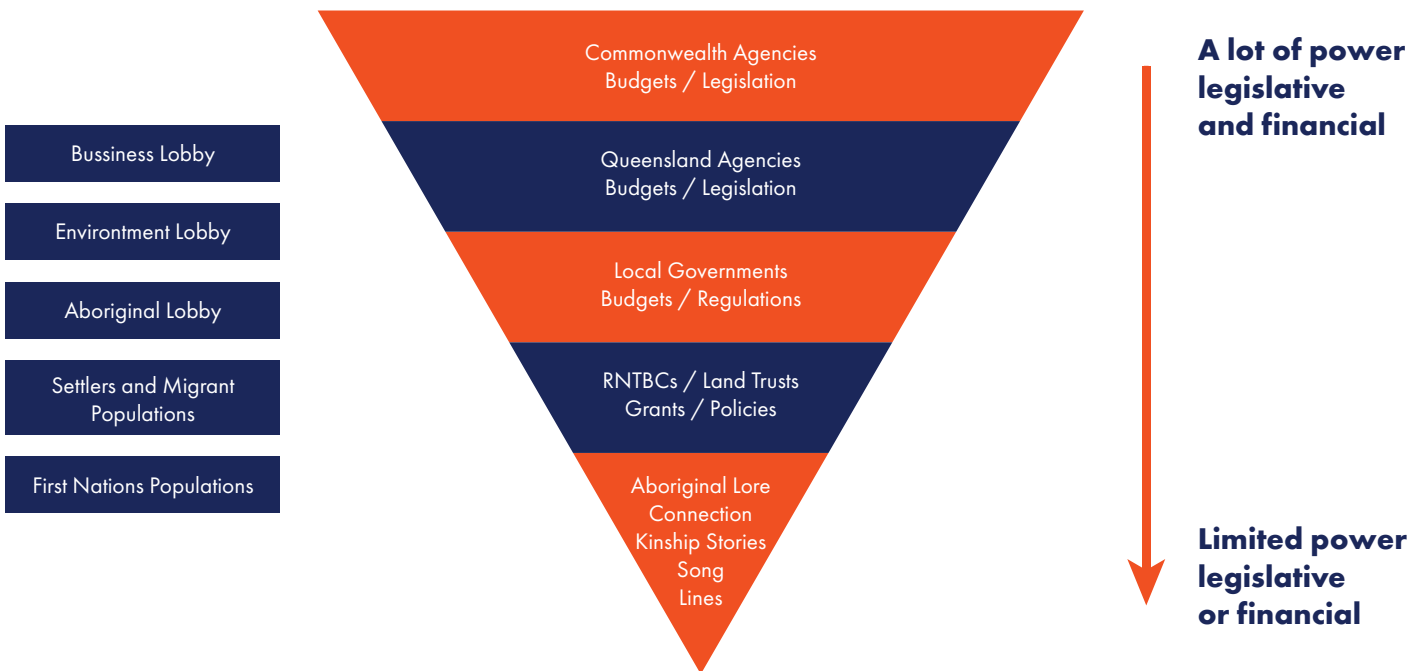 Bussiness Lobby
Environtment Lobby
Aboriginal Lobby
Settlers and Migrant
Populations
First Nations Populations
Commonwealth Agencies
Budgets / Legislation
Queensland Agencies
Budgets / Legislation
Local Governments
Budgets / Regulations
RNTBCs / Land Trusts
Grants / Policies
Aboriginal Lore
Connection
Kinship Stories
Song
Lines
A lot of power
legislative
and financial
Limited power
legislative
or financial